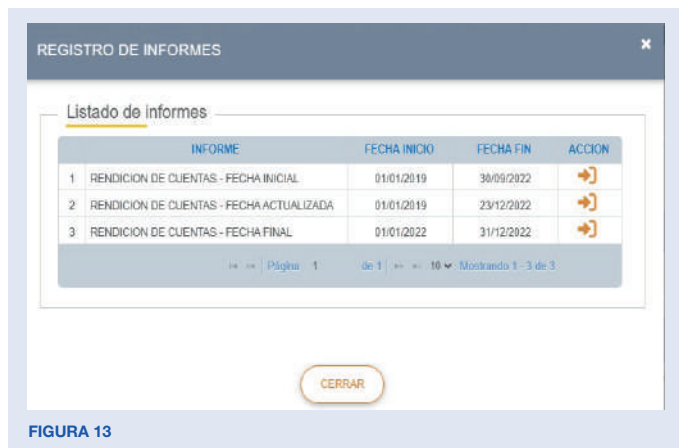 REGISTRO DE INFORMES ×
Listado de informes
INFORME FECHA INICIO FECHA FIN ACCION
1 RENDICION DE CUENTAS - FECHA INICIAL 01/01/2019 30/09/2022
2 RENDICION DE CUENTAS - FECHA ACTUALIZADA 01/01/2019 23/12/2022
3 RENDICION DE CUENTAS - FECHA FINAL 01/01/2022 31/12/2022
Página 1 de 1 10 Mostrando 1 - 3 de 3
CERRAR
FIGURA 13